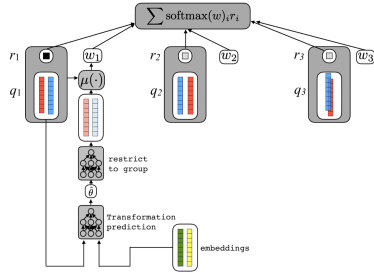 ∑ softmax(w)ᵢrᵢ
r₁ w₁ r₂ w₂ r₃ w₃
q₁ μ(·) q₂ q₃
restrict
to group
θ̂
Transformation
prediction
embeddings